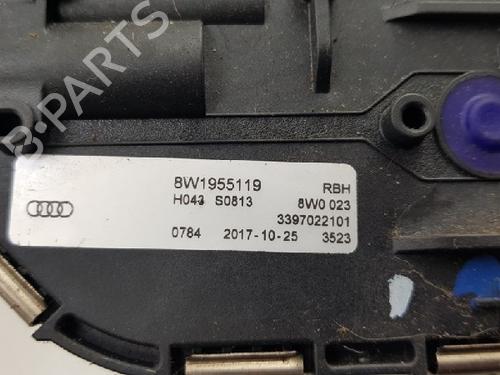 B-PARTS
8W1955119 RBH
H043 S0813 8W0 023
3397022101
0784 2017-10-25 3523